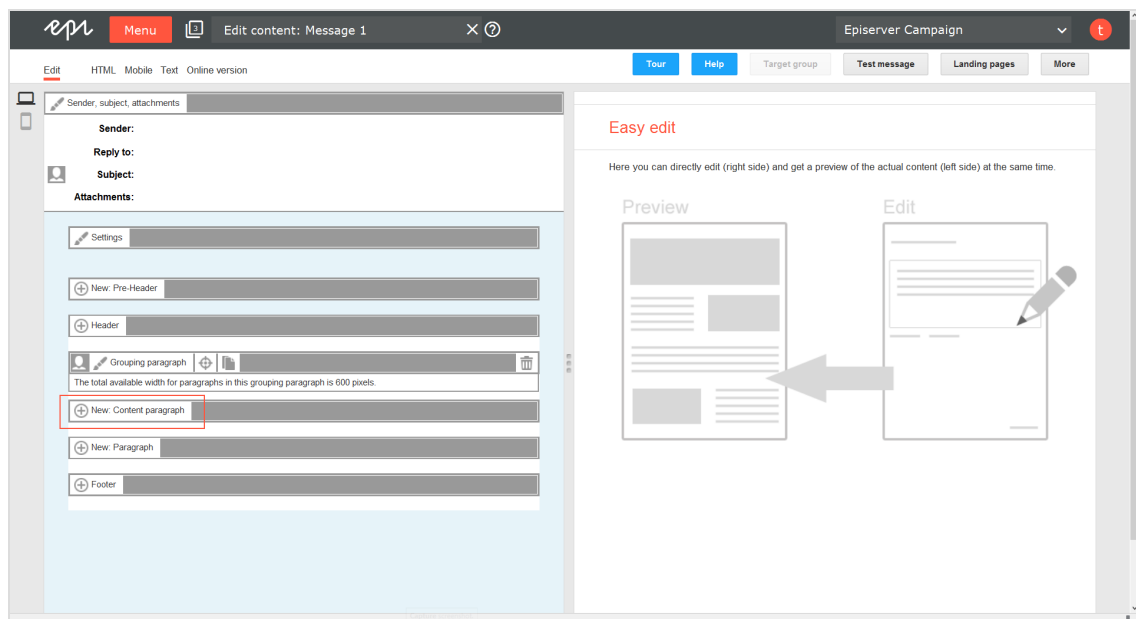 epi Menu 3 Edit content: Message 1 Episerver Campaign t
Edit HTML Mobile Text Online version Tour Help Target group Test message Landing pages More
Sender, subject, attachments
Sender:
Reply to:
Subject:
Attachments:
Settings
New: Pre-Header
Header
Grouping paragraph
The total available width for paragraphs in this grouping paragraph is 600 pixels.
New: Content paragraph
New: Paragraph
Footer
Easy edit
Here you can directly edit (right side) and get a preview of the actual content (left side) at the same time.
Preview Edit